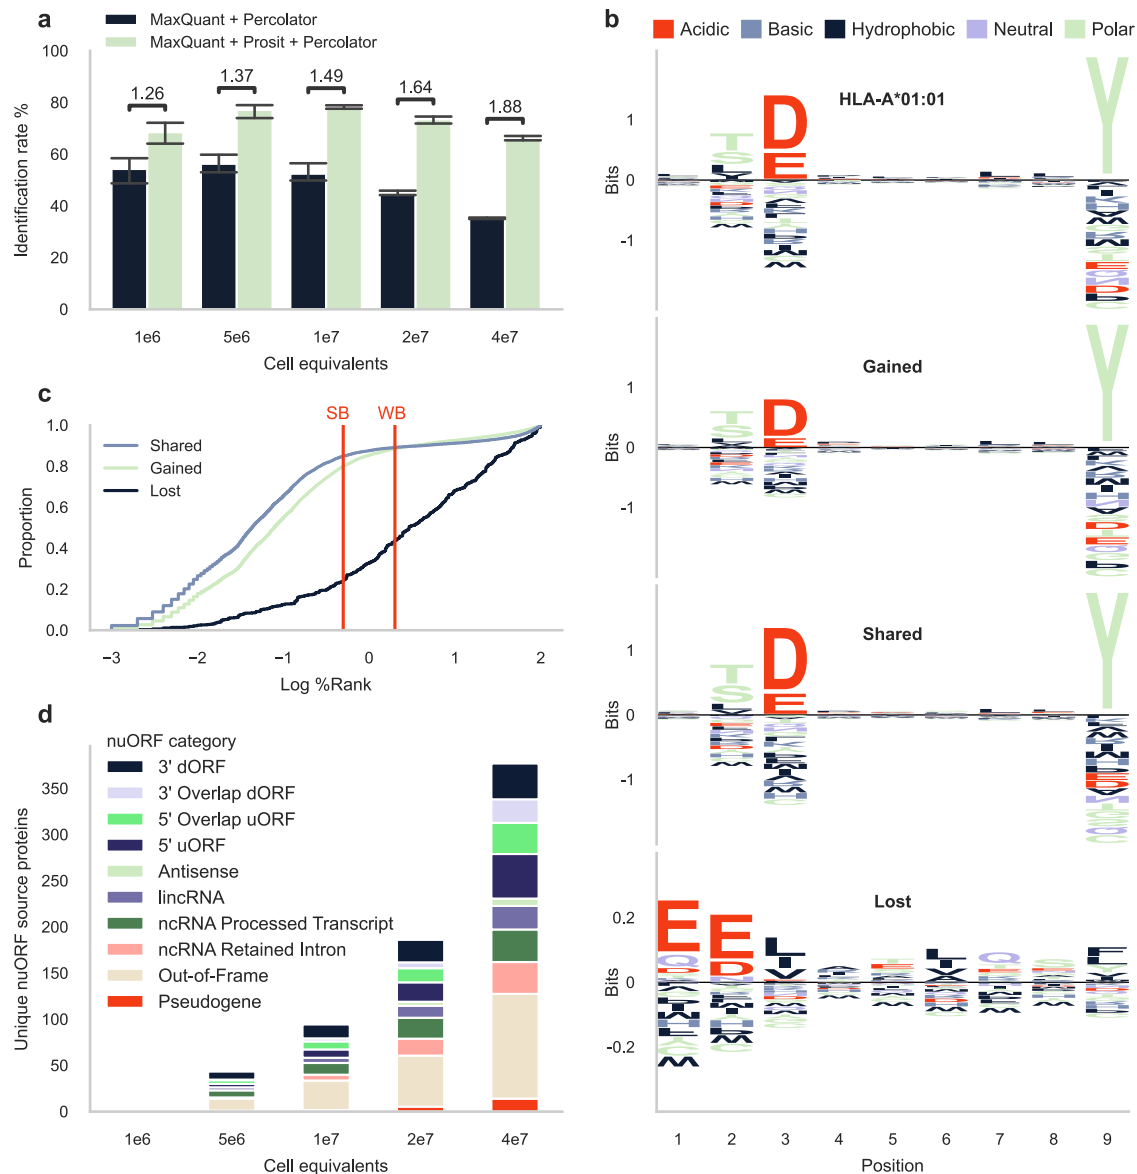 a
MaxQuant + Percolator
MaxQuant + Prosit + Percolator
100
80
60
40
20
0
Identification rate %
1.26
1.37
1.49
1.64
1.88
1e6
5e6
1e7
2e7
4e7
Cell equivalents
b
Acidic
Basic
Hydrophobic
Neutral
Polar
HLA-A*01:01
Bits
1
0
-1
T
S
D
E
Y
Gained
Bits
1
0
-1
T
S
D
Y
Shared
Bits
1
0
-1
T
S
D
E
Y
Lost
Bits
0.2
0
-0.2
E
Q
D
E
D
L
Q
1 2 3 4 5 6 7 8 9
Position
c
SB
WB
Shared
Gained
Lost
1.0
0.8
0.6
0.4
0.2
0.0
Proportion
−3
−2
−1
0
1
2
Log %Rank
d
nuORF category
3' dORF
3' Overlap dORF
5' Overlap uORF
5' uORF
Antisense
lincRNA
ncRNA Processed Transcript
ncRNA Retained Intron
Out-of-Frame
Pseudogene
350
300
250
200
150
100
50
0
Unique nuORF source proteins
1e6
5e6
1e7
2e7
4e7
Cell equivalents